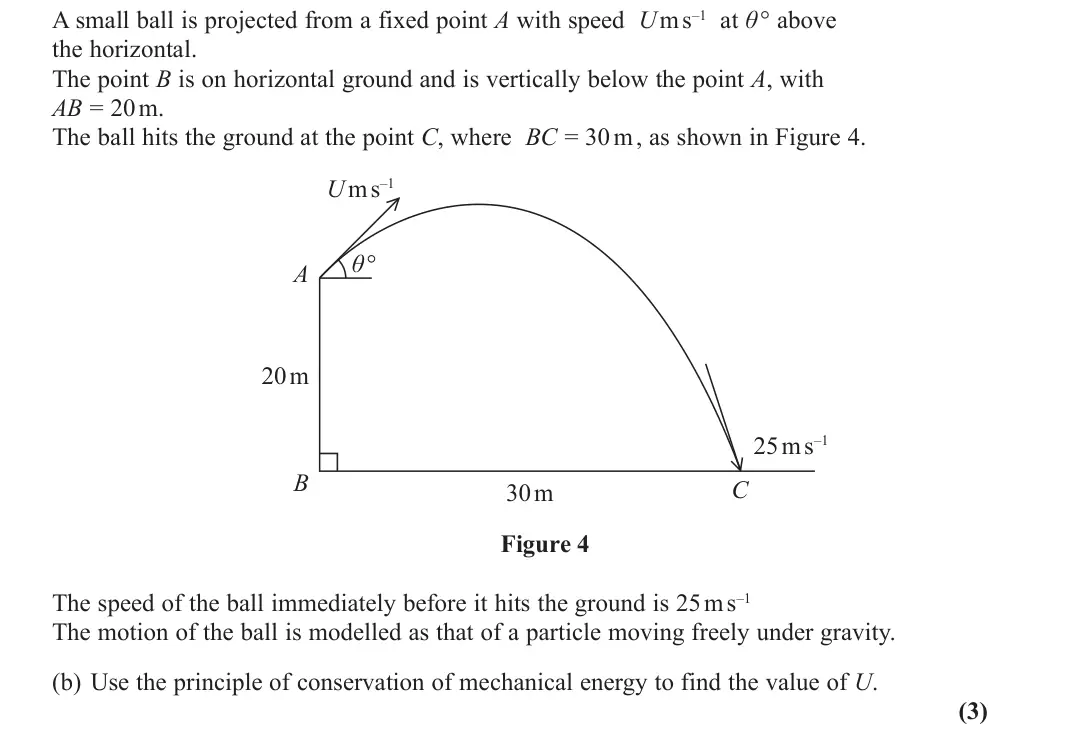 A small ball is projected from a fixed point A with speed U m s⁻¹ at θ° above
the horizontal.
The point B is on horizontal ground and is vertically below the point A, with
AB = 20 m.
The ball hits the ground at the point C, where BC = 30 m, as shown in Figure 4.
U m s⁻¹
A
θ°
20 m
25 m s⁻¹
B
30 m
C
Figure 4
The speed of the ball immediately before it hits the ground is 25 m s⁻¹
The motion of the ball is modelled as that of a particle moving freely under gravity.
(b) Use the principle of conservation of mechanical energy to find the value of U.
(3)